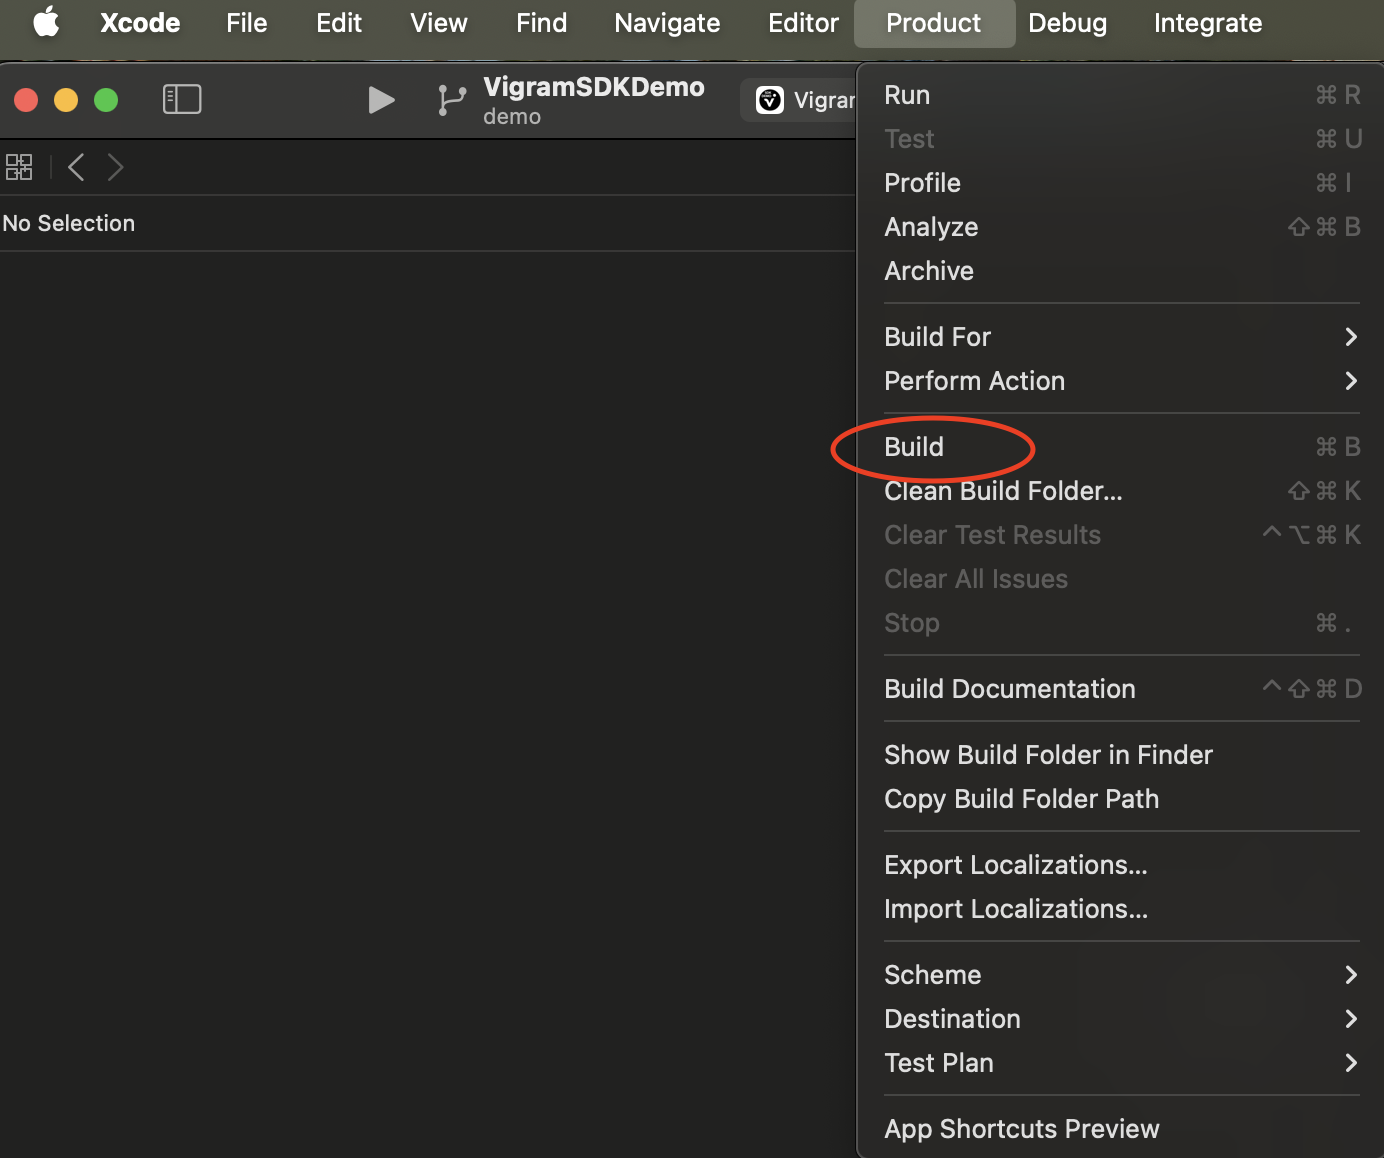 Xcode File Edit View Find Navigate Editor Product Debug Integrate
VigramSDKDemo
demo
Vigram
No Selection
Run ⌘ R
Test ⌘ U
Profile ⌘ I
Analyze ⇧ ⌘ B
Archive
Build For
Perform Action
Build ⌘ B
Clean Build Folder...
⇧ ⌘ K
Clear Test Results ^ ⌥ ⌘ K
Clear All Issues
Stop ⌘ .
Build Documentation ^ ⇧ ⌘ D
Show Build Folder in Finder
Copy Build Folder Path
Export Localizations...
Import Localizations...
Scheme
Destination
Test Plan
App Shortcuts Preview